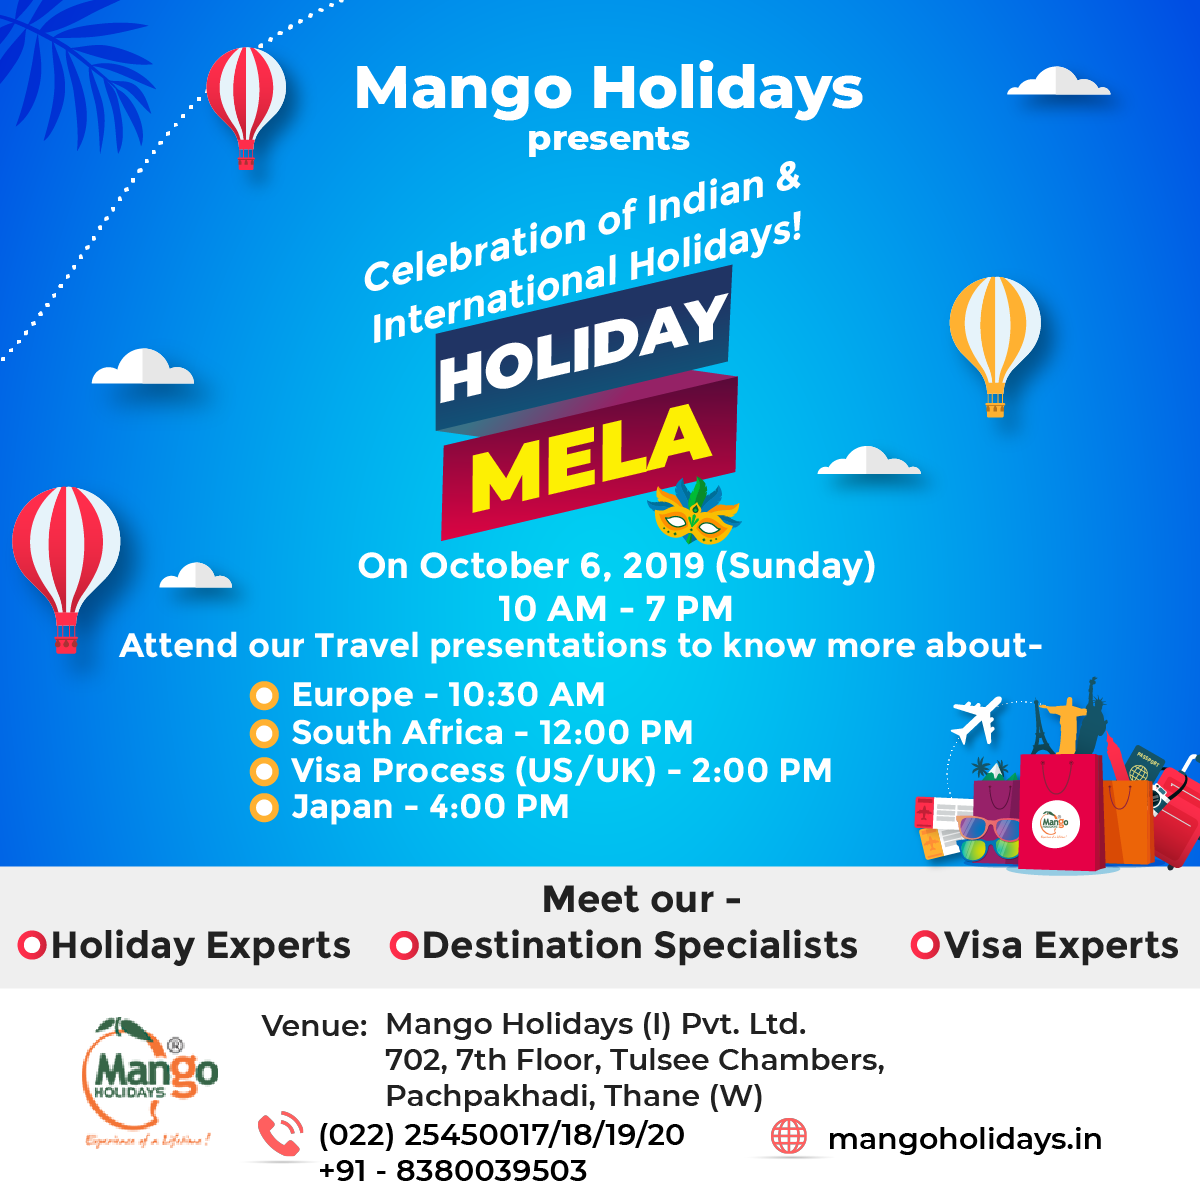 Mango Holidays
presents
Celebration of Indian &
International Holidays!
HOLIDAY
MELA
On October 6, 2019 (Sunday)
10 AM - 7 PM
Attend our Travel presentations to know more about-
Europe - 10:30 AM
South Africa - 12:00 PM
Visa Process (US/UK) - 2:00 PM
Japan - 4:00 PM
PASSPORT
Mango
Meet our -
Holiday Experts Destination Specialists Visa Experts
Mango®
HOLIDAYS
Experience of a Lifetime !
Venue: Mango Holidays (I) Pvt. Ltd.
702, 7th Floor, Tulsee Chambers,
Pachpakhadi, Thane (W)
(022) 25450017/18/19/20
+91 - 8380039503
mangoholidays.in